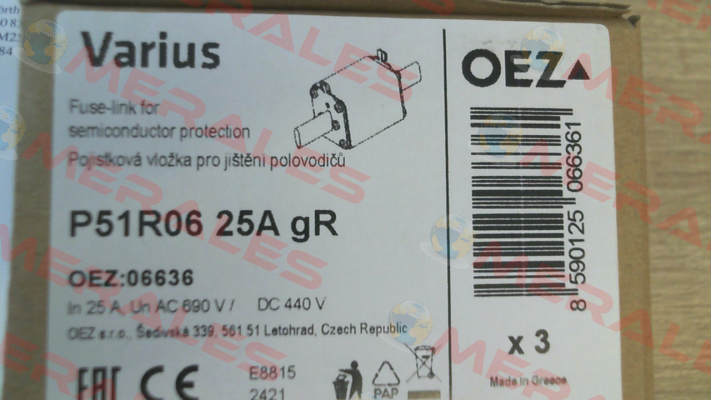 Varius
OEZ
Fuse-link for
semiconductor protection
Pojistková vložka pro jištění polovodičů
P51R06 25A gR
OEZ:06636
In 25 A, Un AC 690 V / DC 440 V
OEZ s.r.o., Šedivská 339, 561 51 Letohrad, Czech Republic
8 590125 066361
x 3
Made in Greece
EAC CE
E8815
2421
PAP
MERALES